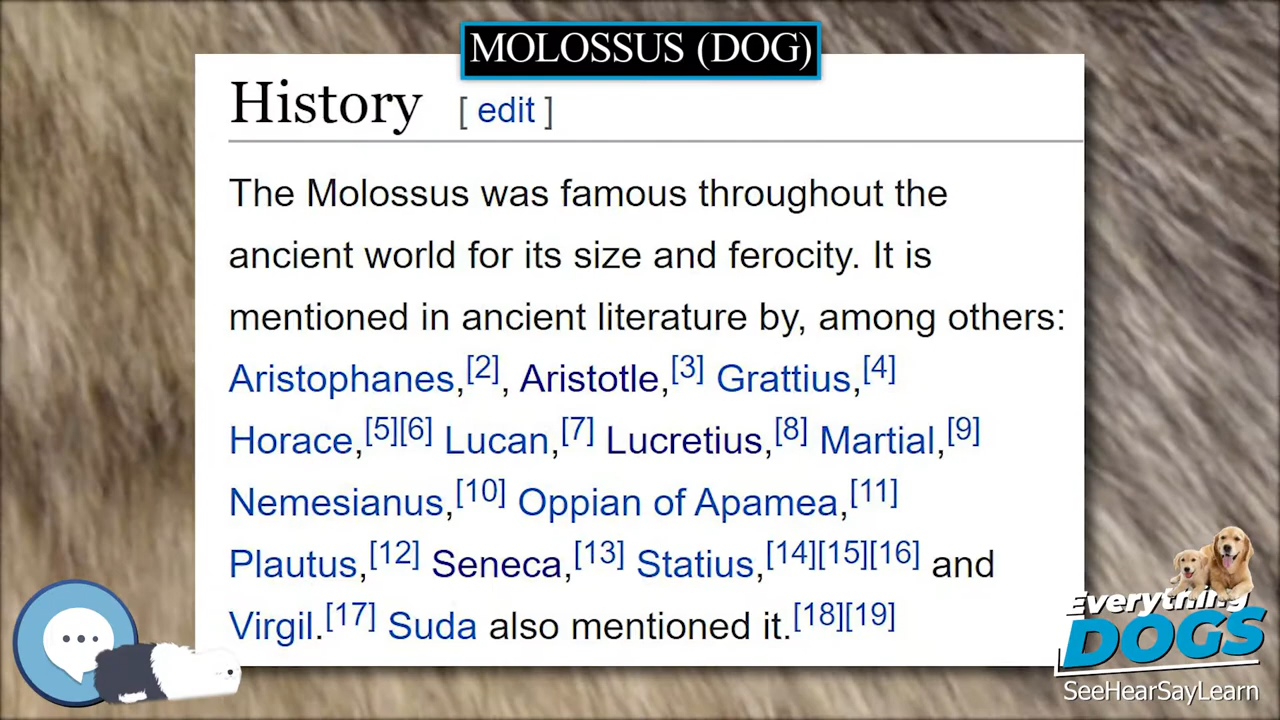 MOLOSSUS (DOG)
History [ edit ]
The Molossus was famous throughout the
ancient world for its size and ferocity. It is
mentioned in ancient literature by, among others:
Aristophanes,[2], Aristotle,[3] Grattius,[4]
Horace,[5][6] Lucan,[7] Lucretius,[8] Martial,[9]
Nemesianus,[10] Oppian of Apamea,[11]
Plautus,[12] Seneca,[13] Statius,[14][15][16] and
Virgil.[17] Suda also mentioned it.[18][19]
Everything
DOGS
SeeHearSayLearn